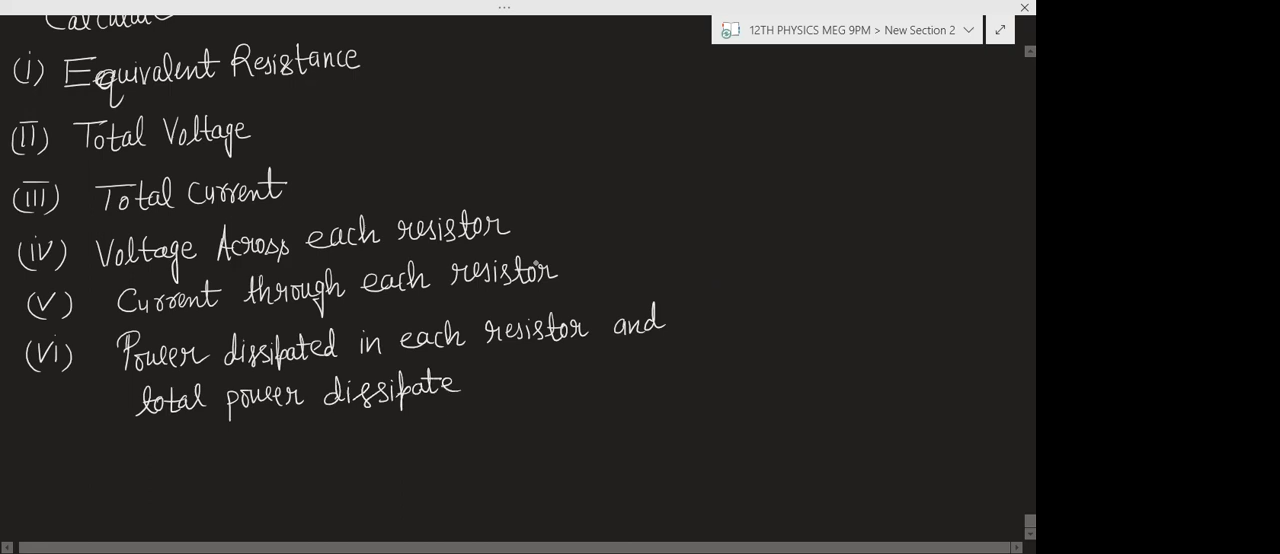 Calculate
12TH PHYSICS MEG 9PM > New Section 2
(i) Equivalent Resistance
(II) Total Voltage
(III) Total Current
(iv) Voltage Across each resistor
(V) Current through each resistor
(VI) Power dissipated in each resistor and
total power dissipate